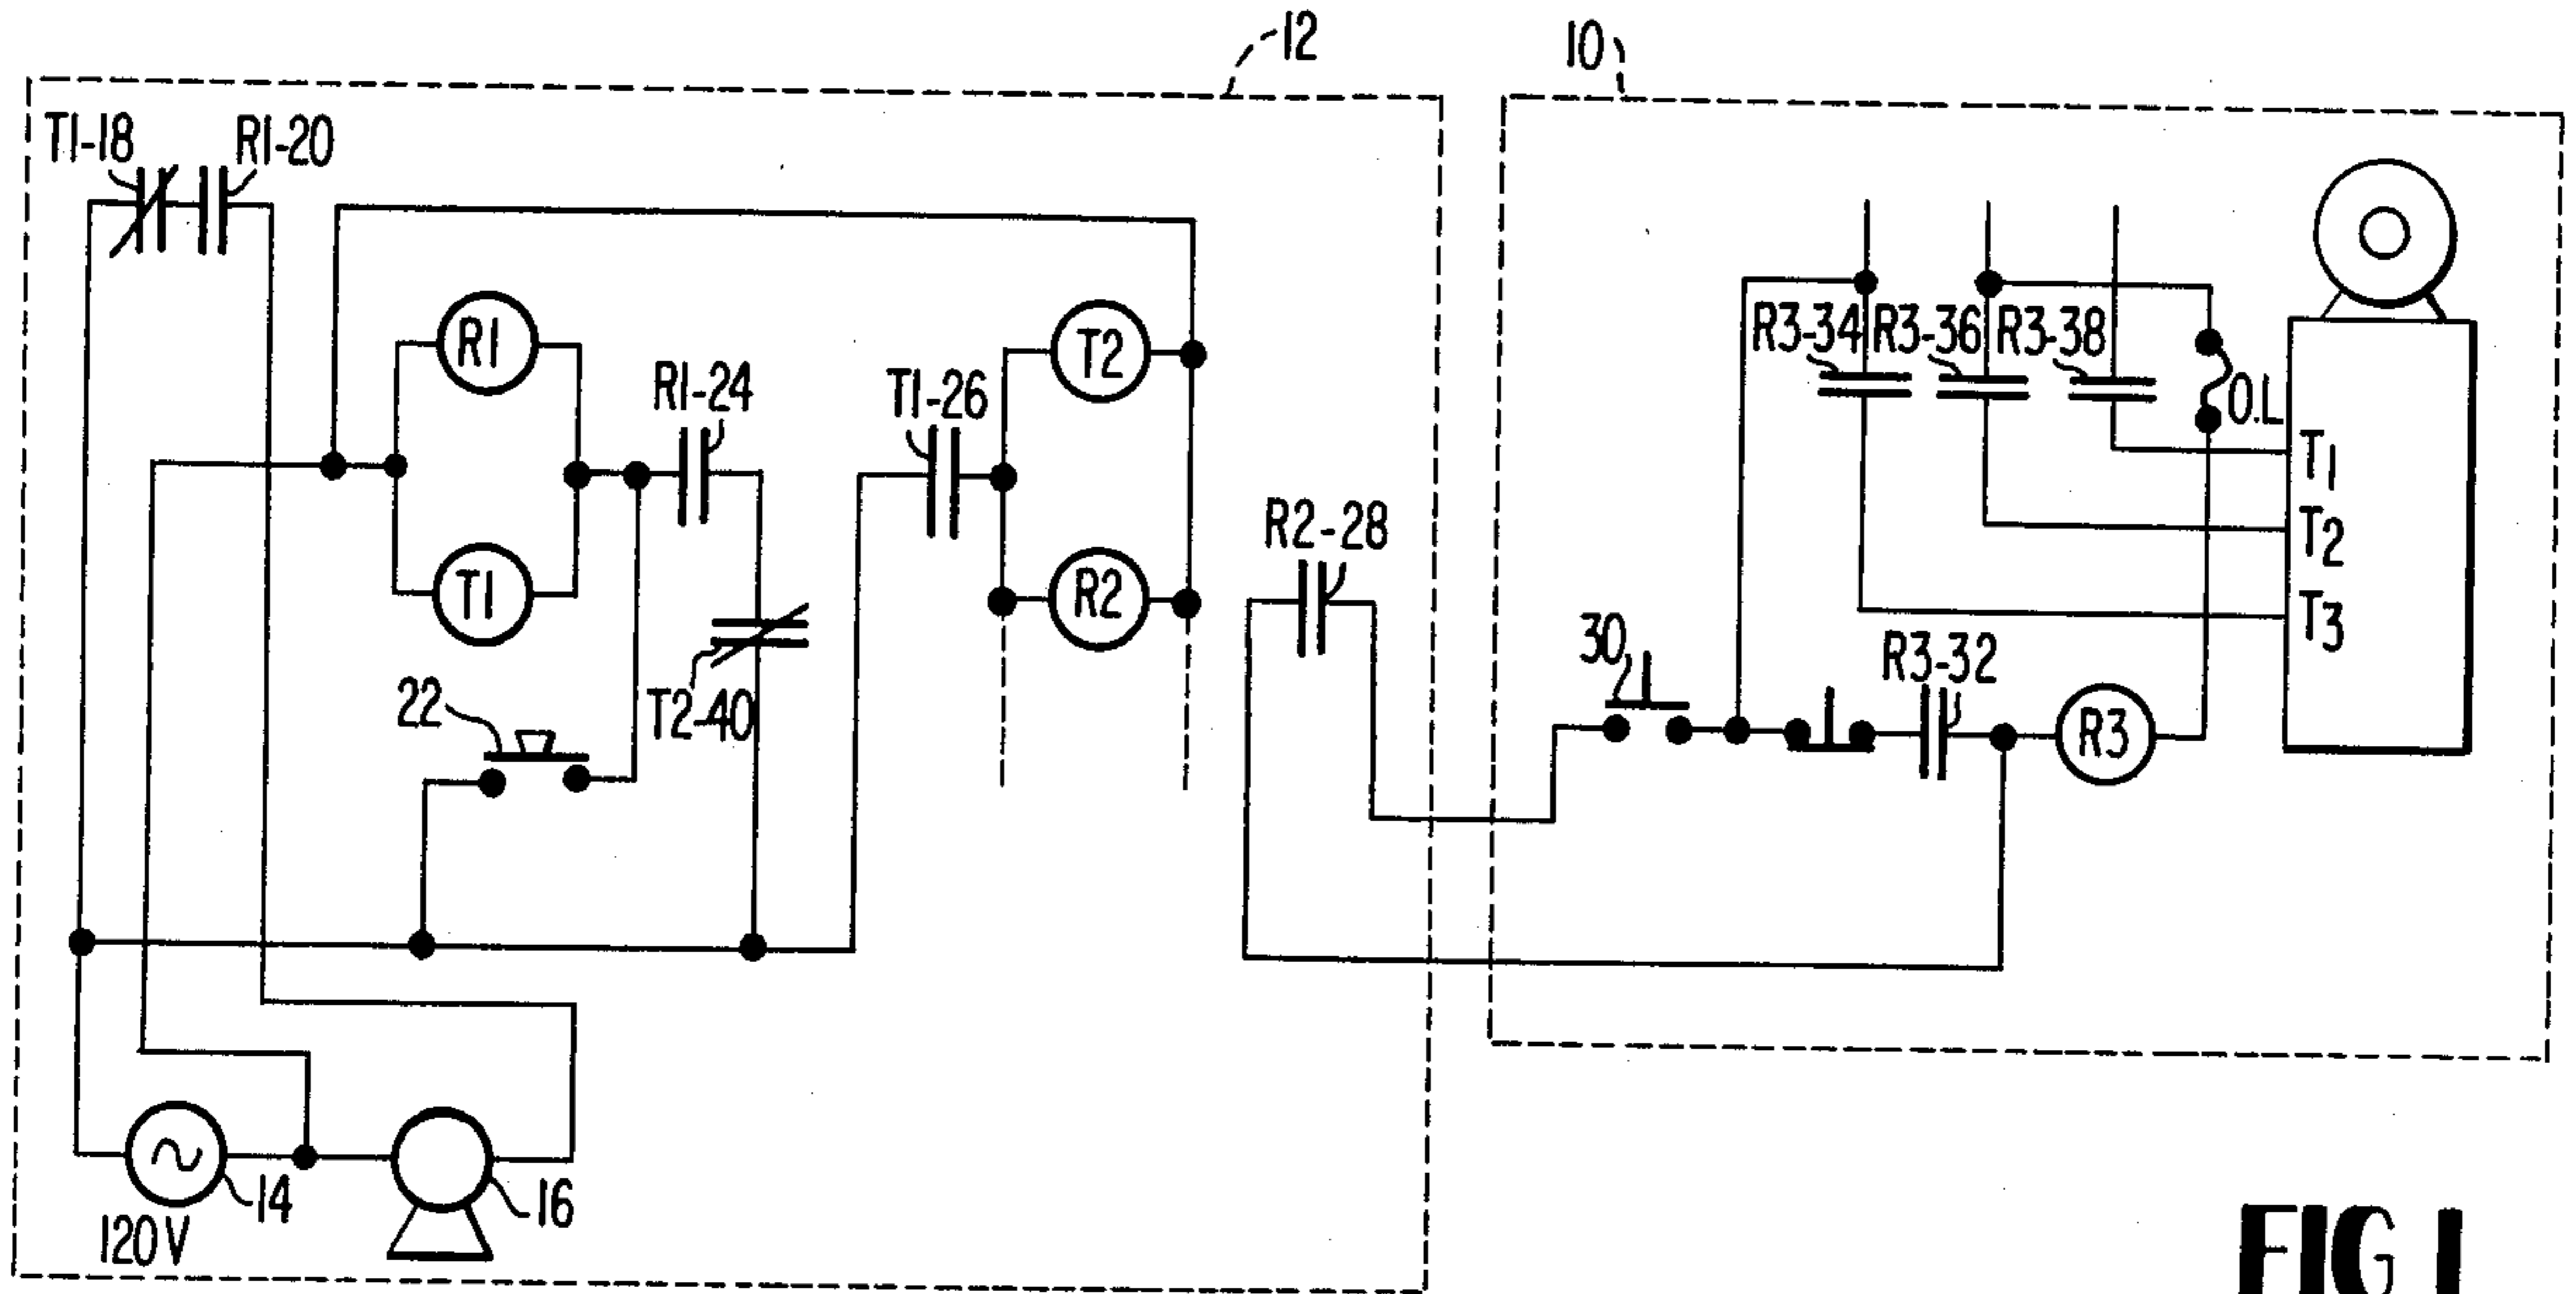 12
10
T1-18
R1-20
R1
R1-24
T1-26
T2
R3-34
R3-36
R3-38
O.L
T1
T2
T3
T1
R2
R2-28
22
T2-40
30
R3-32
R3
14
120V
16
FIG 1